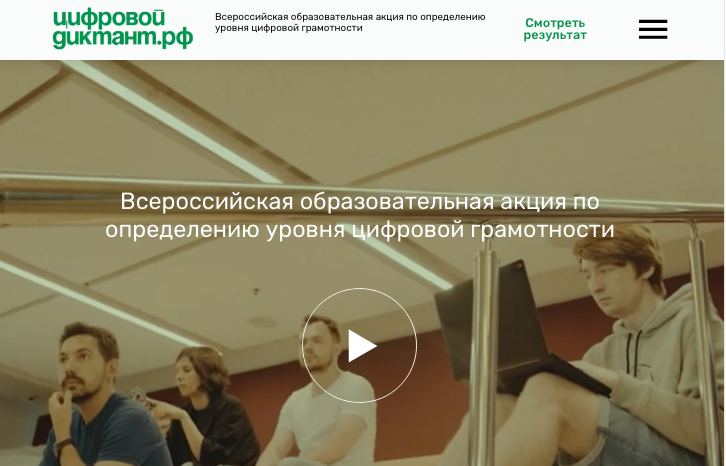 цифровой
диктант.рф
Всероссийская образовательная акция по определению
уровня цифровой грамотности
Смотреть
результат
Всероссийская образовательная акция по
определению уровня цифровой грамотности